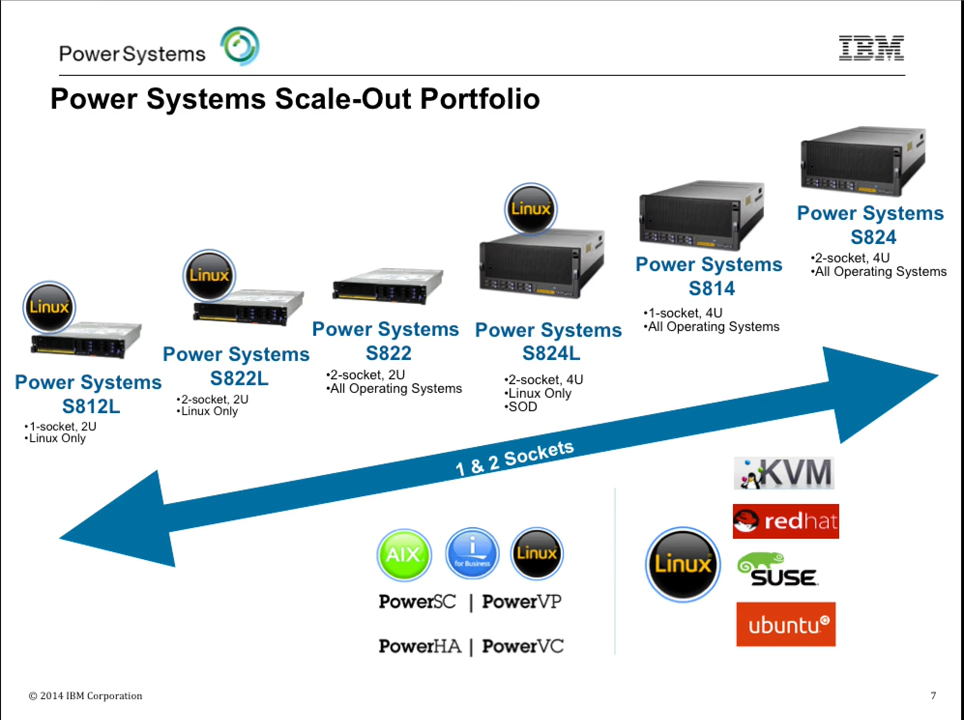 Power Systems
IBM
Power Systems Scale-Out Portfolio
Linux
Power Systems
S812L
•1-socket, 2U
•Linux Only
Linux
Power Systems
S822L
•2-socket, 2U
•Linux Only
Power Systems
S822
•2-socket, 2U
•All Operating Systems
Linux
Power Systems
S824L
•2-socket, 4U
•Linux Only
•SOD
Power Systems
S814
•1-socket, 4U
•All Operating Systems
Power Systems
S824
•2-socket, 4U
•All Operating Systems
1 & 2 Sockets
AIX
i
for Business
Linux
PowerSC | PowerVP
PowerHA | PowerVC
Linux
KVM
redhat
SUSE
ubuntu
© 2014 IBM Corporation
7